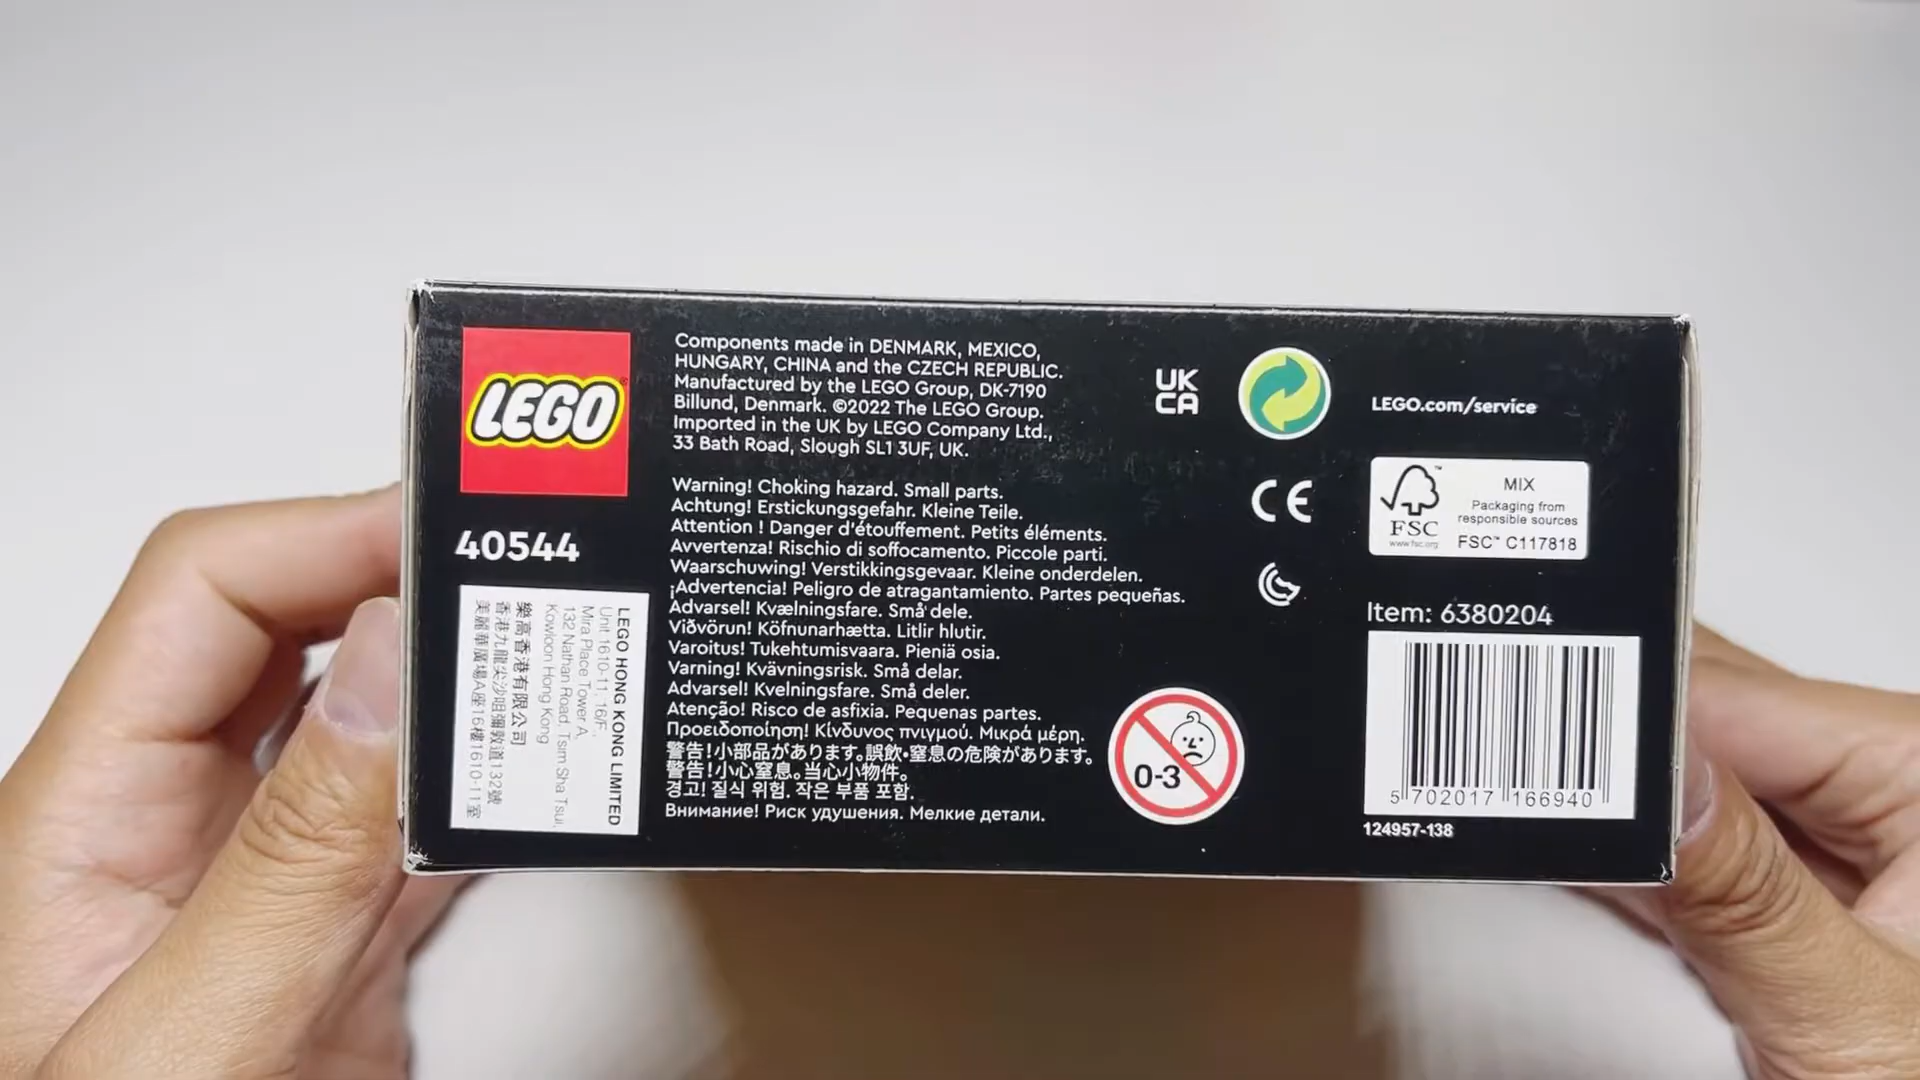 LEGO
40544
LEGO HONG KONG LIMITED
Unit 1610-11, 16/F.,
Mira Place Tower A,
132 Nathan Road, Tsim Sha Tsui,
Kowloon Hong Kong
樂高香港有限公司
香港九龍尖沙咀彌敦道132號
美麗華廣場A座16樓1610-11室
Components made in DENMARK, MEXICO,
HUNGARY, CHINA and the CZECH REPUBLIC.
Manufactured by the LEGO Group, DK-7190
Billund, Denmark. ©2022 The LEGO Group.
Imported in the UK by LEGO Company Ltd.,
33 Bath Road, Slough SL1 3UF, UK.
Warning! Choking hazard. Small parts.
Achtung! Erstickungsgefahr. Kleine Teile.
Attention ! Danger d'étouffement. Petits éléments.
Avvertenza! Rischio di soffocamento. Piccole parti.
Waarschuwing! Verstikkingsgevaar. Kleine onderdelen.
¡Advertencia! Peligro de atragantamiento. Partes pequeñas.
Advarsel! Kvælningsfare. Små dele.
Viðvörun! Köfnunarhætta. Litlir hlutir.
Varoitus! Tukehtumisvaara. Pieniä osia.
Varning! Kvävningsrisk. Små delar.
Advarsel! Kvelningsfare. Små deler.
Atenção! Risco de asfixia. Pequenas partes.
Προειδοποίηση! Κίνδυνος πνιγμού. Μικρά μέρη.
警告!小部品があります。誤飲・窒息の危険があります。
警告!小心窒息。当心小物件。
경고! 질식 위험. 작은 부품 포함.
Внимание! Риск удушения. Мелкие детали.
UK
CA
CE
0-3
LEGO.com/service
FSC™
www.fsc.org
MIX
Packaging from
responsible sources
FSC™ C117818
Item: 6380204
5 702017 166940
124957-138